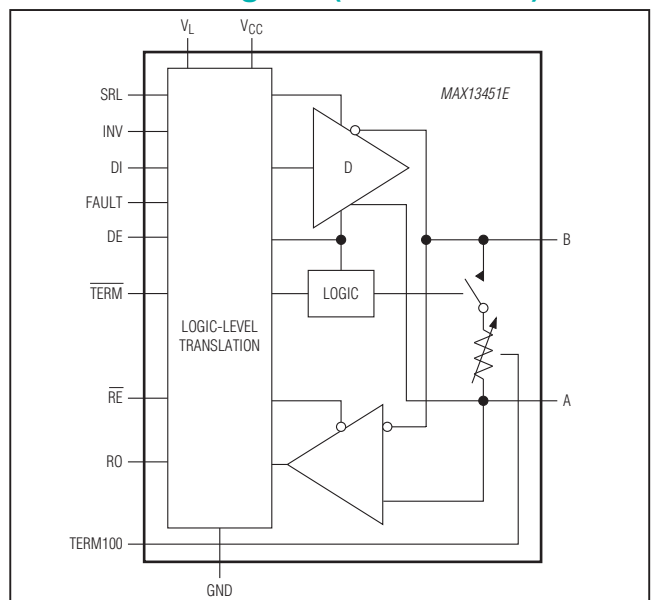 VL VCC
SRL
MAX13451E
INV
DI
D
FAULT
DE
B
TERM
LOGIC
LOGIC-LEVEL
TRANSLATION
RE
A
RO
TERM100
GND